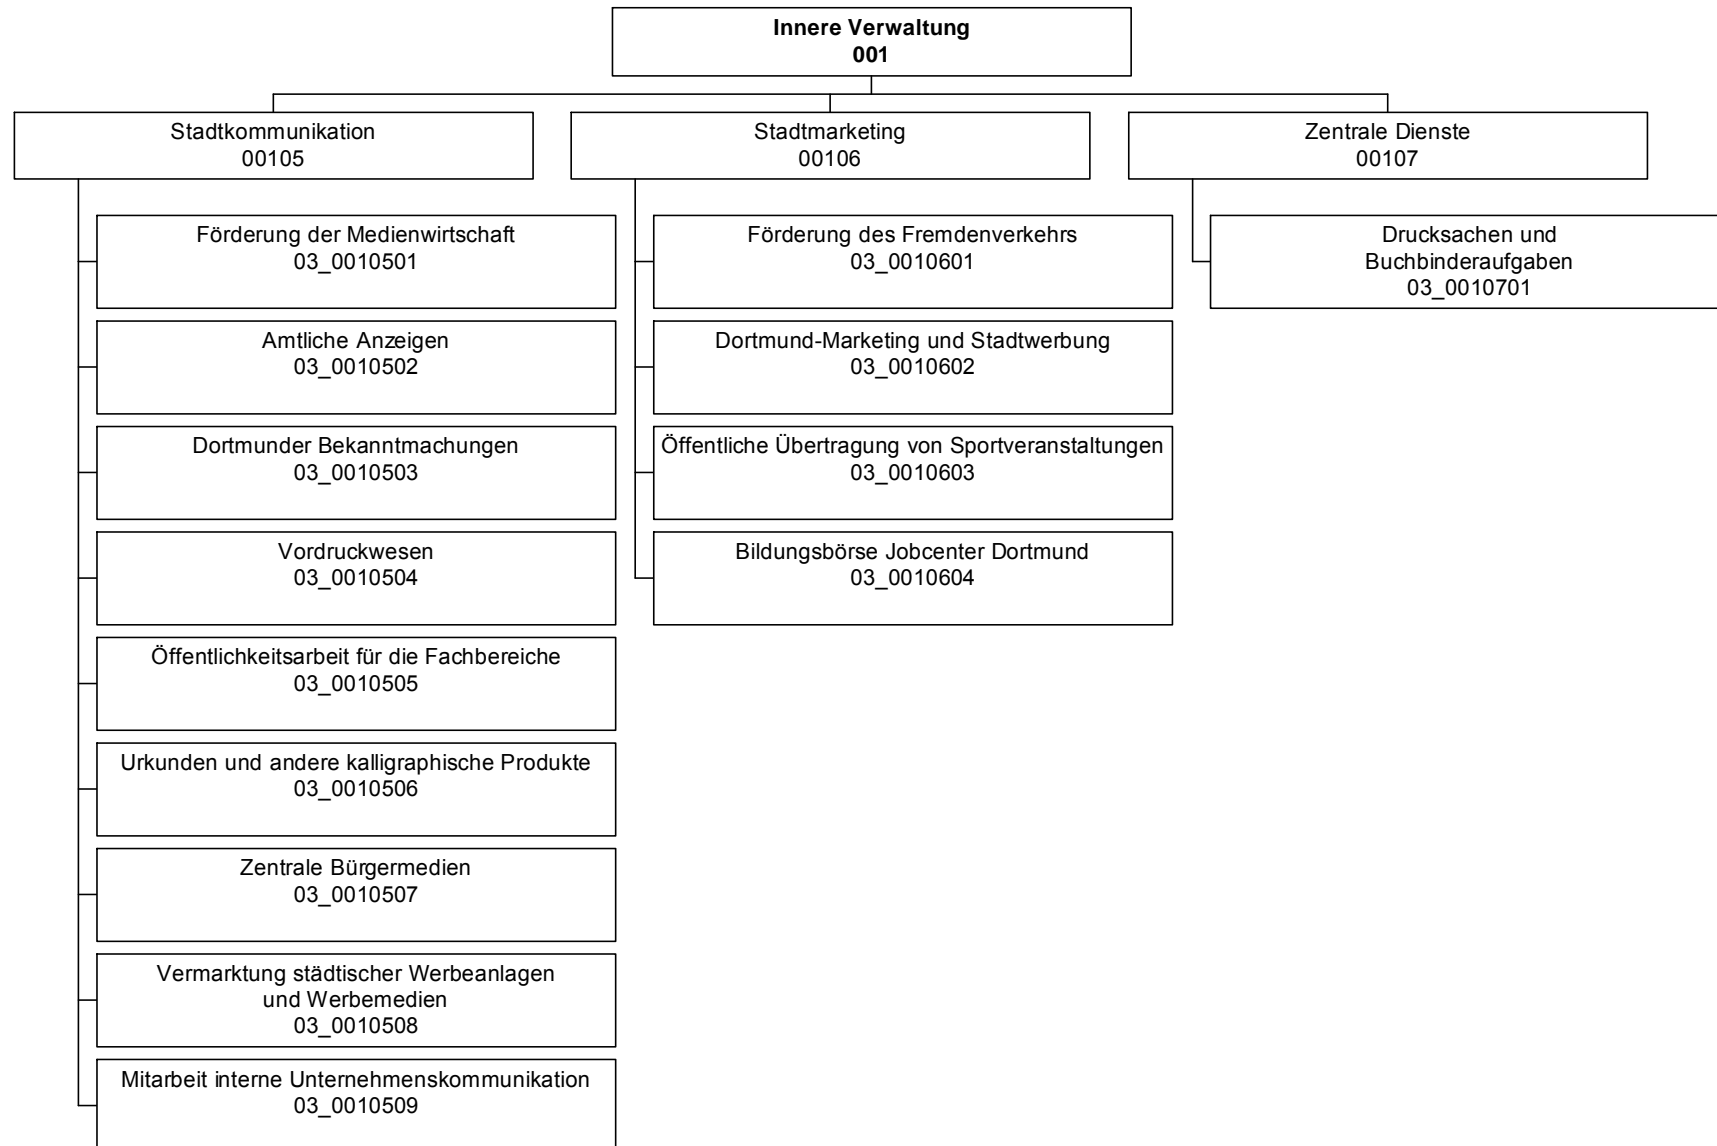 Innere Verwaltung
001
Stadtkommunikation
00105
Stadtmarketing
00106
Zentrale Dienste
00107
Förderung der Medienwirtschaft
03_0010501
Amtliche Anzeigen
03_0010502
Dortmunder Bekanntmachungen
03_0010503
Vordruckwesen
03_0010504
Öffentlichkeitsarbeit für die Fachbereiche
03_0010505
Urkunden und andere kalligraphische Produkte
03_0010506
Zentrale Bürgermedien
03_0010507
Vermarktung städtischer Werbeanlagen
und Werbemedien
03_0010508
Mitarbeit interne Unternehmenskommunikation
03_0010509
Förderung des Fremdenverkehrs
03_0010601
Dortmund-Marketing und Stadtwerbung
03_0010602
Öffentliche Übertragung von Sportveranstaltungen
03_0010603
Bildungsbörse Jobcenter Dortmund
03_0010604
Drucksachen und
Buchbinderaufgaben
03_0010701